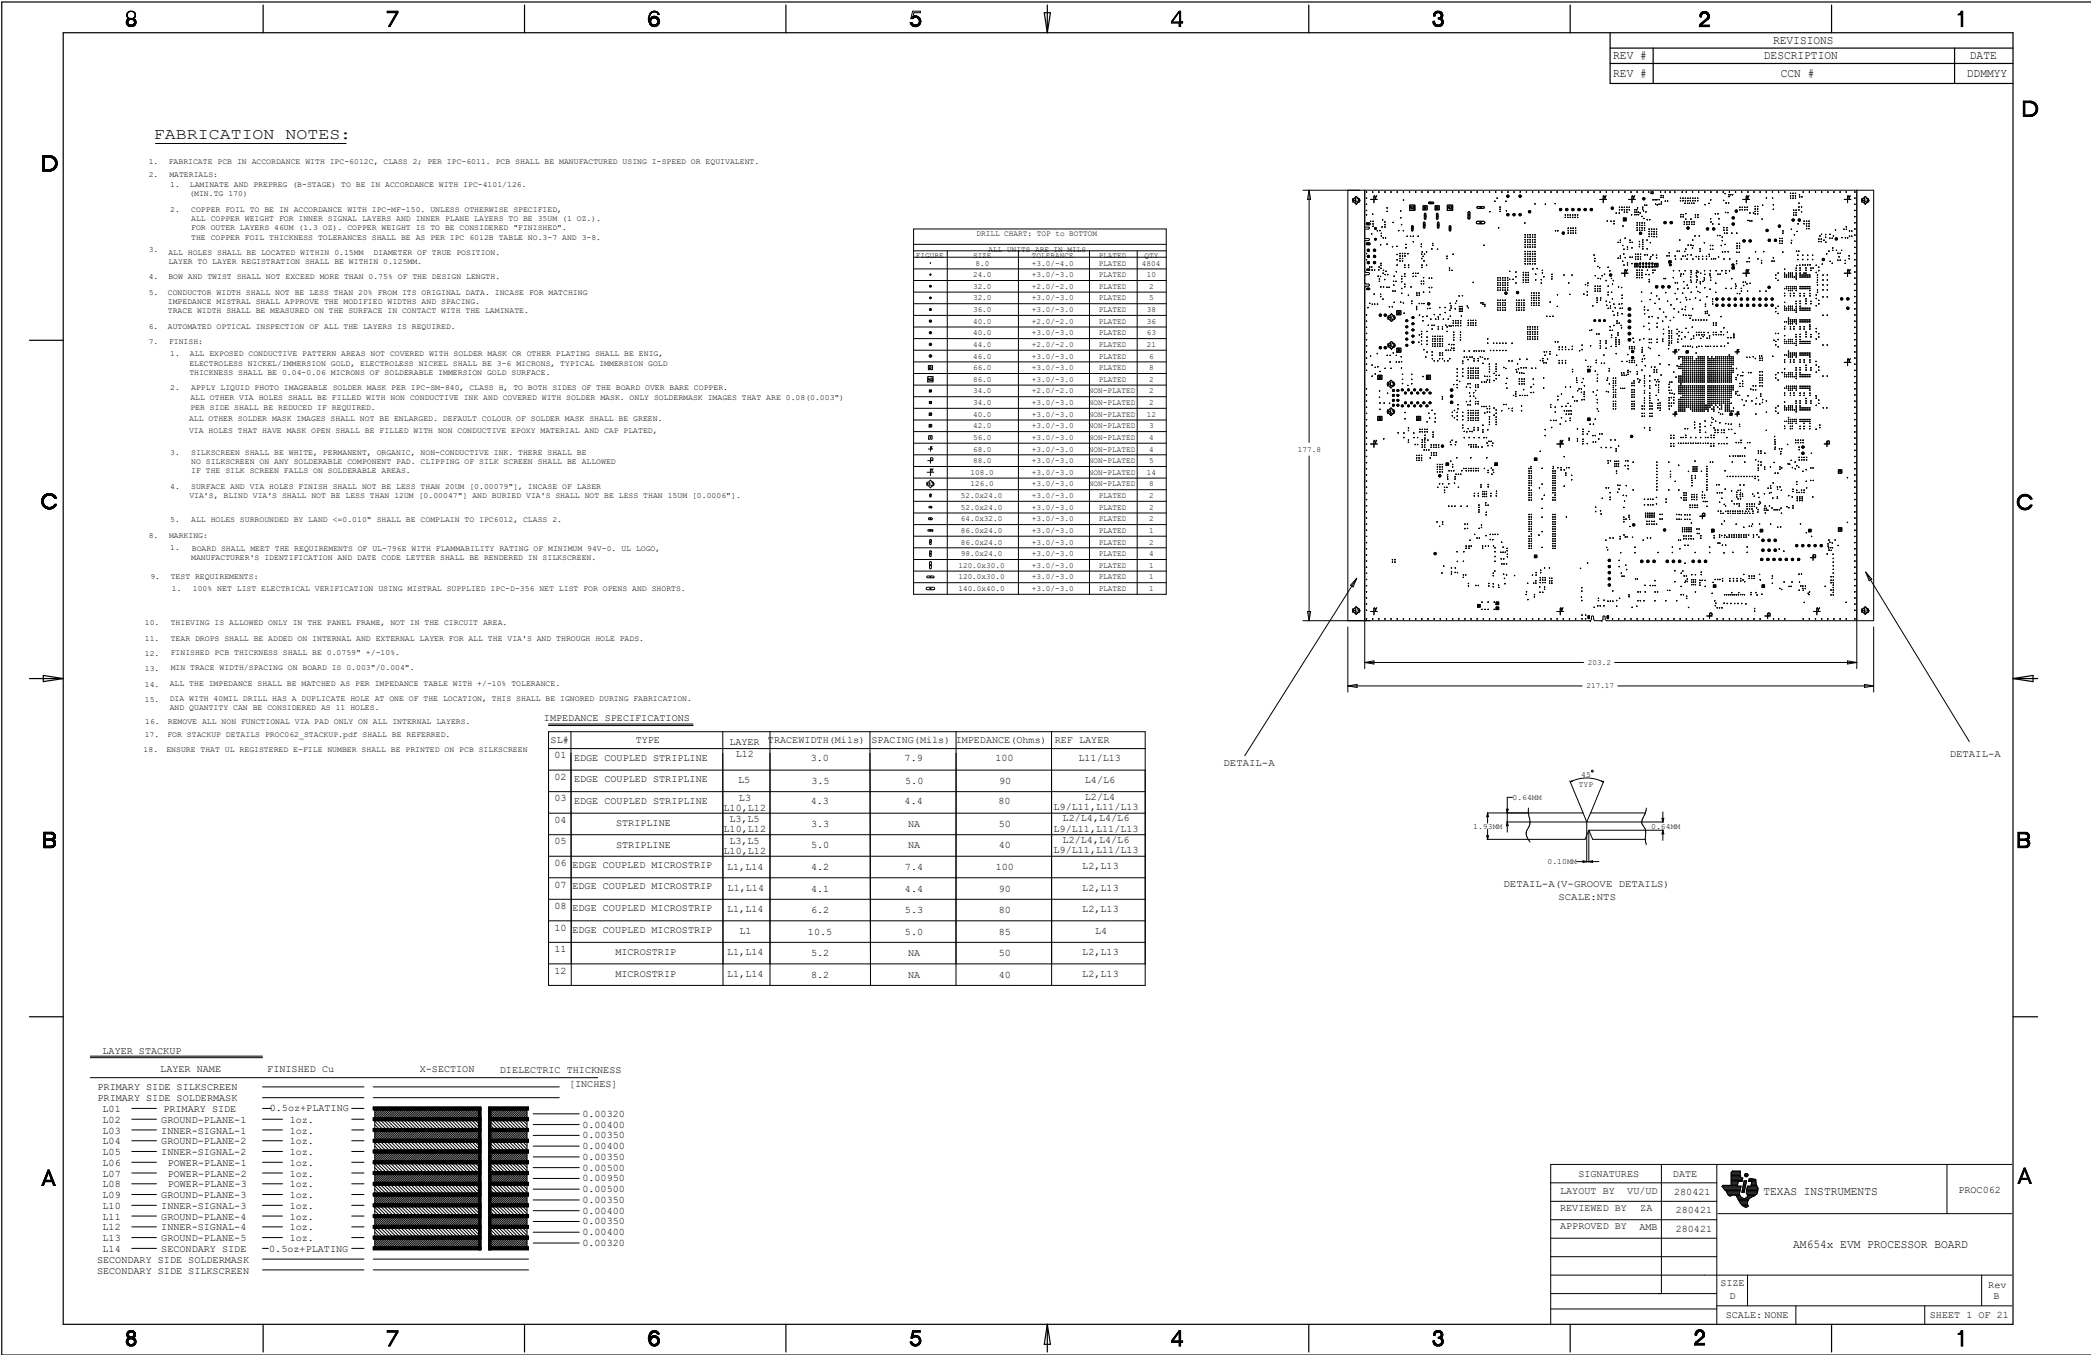 8 7 6 5 4 3 2 1
REVISIONS
REV # DESCRIPTION DATE
REV # CCN # DDMMYY
D D
FABRICATION NOTES:
1. FABRICATE PCB IN ACCORDANCE WITH IPC-6012C, CLASS 2; PER IPC-6011. PCB SHALL BE MANUFACTURED USING I-SPEED OR EQUIVALENT.
2. MATERIALS:
1. LAMINATE AND PREPREG (B-STAGE) TO BE IN ACCORDANCE WITH IPC-4101/126.
(MIN.TG 170)
2. COPPER FOIL TO BE IN ACCORDANCE WITH IPC-MF-150. UNLESS OTHERWISE SPECIFIED,
ALL COPPER WEIGHT FOR INNER SIGNAL LAYERS AND INNER PLANE LAYERS TO BE 35UM (1 OZ.).
FOR OUTER LAYERS 46UM (1.3 OZ). COPPER WEIGHT IS TO BE CONSIDERED "FINISHED".
THE COPPER FOIL THICKNESS TOLERANCES SHALL BE AS PER IPC 6012B TABLE NO.3-7 AND 3-8.
3. ALL HOLES SHALL BE LOCATED WITHIN 0.15MM DIAMETER OF TRUE POSITION.
LAYER TO LAYER REGISTRATION SHALL BE WITHIN 0.125MM.
4. BOW AND TWIST SHALL NOT EXCEED MORE THAN 0.75% OF THE DESIGN LENGTH.
5. CONDUCTOR WIDTH SHALL NOT BE LESS THAN 20% FROM ITS ORIGINAL DATA. INCASE FOR MATCHING
IMPEDANCE MISTRAL SHALL APPROVE THE MODIFIED WIDTHS AND SPACING.
TRACE WIDTH SHALL BE MEASURED ON THE SURFACE IN CONTACT WITH THE LAMINATE.
6. AUTOMATED OPTICAL INSPECTION OF ALL THE LAYERS IS REQUIRED.
7. FINISH:
1. ALL EXPOSED CONDUCTIVE PATTERN AREAS NOT COVERED WITH SOLDER MASK OR OTHER PLATING SHALL BE ENIG,
ELECTROLESS NICKEL/IMMERSION GOLD, ELECTROLESS NICKEL SHALL BE 3-6 MICRONS, TYPICAL IMMERSION GOLD
THICKNESS SHALL BE 0.04-0.06 MICRONS OF SOLDERABLE IMMERSION GOLD SURFACE.
2. APPLY LIQUID PHOTO IMAGEABLE SOLDER MASK PER IPC-SM-840, CLASS H, TO BOTH SIDES OF THE BOARD OVER BARE COPPER.
ALL OTHER VIA HOLES SHALL BE FILLED WITH NON CONDUCTIVE INK AND COVERED WITH SOLDER MASK. ONLY SOLDERMASK IMAGES THAT ARE 0.08(0.003")
PER SIDE SHALL BE REDUCED IF REQUIRED.
ALL OTHER SOLDER MASK IMAGES SHALL NOT BE ENLARGED. DEFAULT COLOUR OF SOLDER MASK SHALL BE GREEN.
VIA HOLES THAT HAVE MASK OPEN SHALL BE FILLED WITH NON CONDUCTIVE EPOXY MATERIAL AND CAP PLATED,
3. SILKSCREEN SHALL BE WHITE, PERMANENT, ORGANIC, NON-CONDUCTIVE INK. THERE SHALL BE
NO SILKSCREEN ON ANY SOLDERABLE COMPONENT PAD. CLIPPING OF SILK SCREEN SHALL BE ALLOWED
IF THE SILK SCREEN FALLS ON SOLDERABLE AREAS.
4. SURFACE AND VIA HOLES FINISH SHALL NOT BE LESS THAN 20UM [0.00079"], INCASE OF LASER
VIA'S, BLIND VIA'S SHALL NOT BE LESS THAN 12UM [0.00047"] AND BURIED VIA'S SHALL NOT BE LESS THAN 15UM [0.0006"].
5. ALL HOLES SURROUNDED BY LAND <=0.010" SHALL BE COMPLAIN TO IPC6012, CLASS 2.
8. MARKING:
1. BOARD SHALL MEET THE REQUIREMENTS OF UL-796E WITH FLAMMABILITY RATING OF MINIMUM 94V-0. UL LOGO,
MANUFACTURER'S IDENTIFICATION AND DATE CODE LETTER SHALL BE RENDERED IN SILKSCREEN.
9. TEST REQUIREMENTS:
1. 100% NET LIST ELECTRICAL VERIFICATION USING MISTRAL SUPPLIED IPC-D-356 NET LIST FOR OPENS AND SHORTS.
10. THIEVING IS ALLOWED ONLY IN THE PANEL FRAME, NOT IN THE CIRCUIT AREA.
11. TEAR DROPS SHALL BE ADDED ON INTERNAL AND EXTERNAL LAYER FOR ALL THE VIA'S AND THROUGH HOLE PADS.
12. FINISHED PCB THICKNESS SHALL BE 0.0759" +/-10%.
13. MIN TRACE WIDTH/SPACING ON BOARD IS 0.003"/0.004".
14. ALL THE IMPEDANCE SHALL BE MATCHED AS PER IMPEDANCE TABLE WITH +/-10% TOLERANCE.
15. DIA WITH 40MIL DRILL HAS A DUPLICATE HOLE AT ONE OF THE LOCATION, THIS SHALL BE IGNORED DURING FABRICATION.
AND QUANTITY CAN BE CONSIDERED AS 11 HOLES.
16. REMOVE ALL NON FUNCTIONAL VIA PAD ONLY ON ALL INTERNAL LAYERS.
17. FOR STACKUP DETAILS PROC062_STACKUP.pdf SHALL BE REFERRED.
18. ENSURE THAT UL REGISTERED E-FILE NUMBER SHALL BE PRINTED ON PCB SILKSCREEN
DRILL CHART: TOP to BOTTOM
ALL UNITS ARE IN MILS
FIGURE SIZE TOLERANCE PLATED QTY
8.0 +3.0/-4.0 PLATED 4804
24.0 +3.0/-3.0 PLATED 10
32.0 +2.0/-2.0 PLATED 2
32.0 +3.0/-3.0 PLATED 5
36.0 +3.0/-3.0 PLATED 38
40.0 +2.0/-2.0 PLATED 36
40.0 +3.0/-3.0 PLATED 63
44.0 +2.0/-2.0 PLATED 21
46.0 +3.0/-3.0 PLATED 6
66.0 +3.0/-3.0 PLATED 8
86.0 +3.0/-3.0 PLATED 2
34.0 +2.0/-2.0 NON-PLATED 2
34.0 +3.0/-3.0 NON-PLATED 2
40.0 +3.0/-3.0 NON-PLATED 12
42.0 +3.0/-3.0 NON-PLATED 3
56.0 +3.0/-3.0 NON-PLATED 4
68.0 +3.0/-3.0 NON-PLATED 4
88.0 +3.0/-3.0 NON-PLATED 5
108.0 +3.0/-3.0 NON-PLATED 14
126.0 +3.0/-3.0 NON-PLATED 8
52.0x24.0 +3.0/-3.0 PLATED 2
52.0x24.0 +3.0/-3.0 PLATED 2
64.0x32.0 +3.0/-3.0 PLATED 2
86.0x24.0 +3.0/-3.0 PLATED 1
86.0x24.0 +3.0/-3.0 PLATED 2
98.0x24.0 +3.0/-3.0 PLATED 4
120.0x30.0 +3.0/-3.0 PLATED 1
120.0x30.0 +3.0/-3.0 PLATED 1
140.0x40.0 +3.0/-3.0 PLATED 1
177.8
203.2
217.17
DETAIL-A
DETAIL-A
C C
IMPEDANCE SPECIFICATIONS
SL# TYPE LAYER TRACEWIDTH(Mils) SPACING(Mils) IMPEDANCE(Ohms) REF LAYER
01 EDGE COUPLED STRIPLINE L12 3.0 7.9 100 L11/L13
02 EDGE COUPLED STRIPLINE L5 3.5 5.0 90 L4/L6
03 EDGE COUPLED STRIPLINE L3 L10,L12 4.3 4.4 80 L2/L4 L9/L11,L11/L13
04 STRIPLINE L3,L5 L10,L12 3.3 NA 50 L2/L4,L4/L6 L9/L11,L11/L13
05 STRIPLINE L3,L5 L10,L12 5.0 NA 40 L2/L4,L4/L6 L9/L11,L11/L13
06 EDGE COUPLED MICROSTRIP L1,L14 4.2 7.4 100 L2,L13
07 EDGE COUPLED MICROSTRIP L1,L14 4.1 4.4 90 L2,L13
08 EDGE COUPLED MICROSTRIP L1,L14 6.2 5.3 80 L2,L13
10 EDGE COUPLED MICROSTRIP L1 10.5 5.0 85 L4
11 MICROSTRIP L1,L14 5.2 NA 50 L2,L13
12 MICROSTRIP L1,L14 8.2 NA 40 L2,L13
45°
TYP
0.64MM
1.93MM
0.64MM
0.10MM
DETAIL-A(V-GROOVE DETAILS)
SCALE:NTS
B B
LAYER STACKUP
LAYER NAME FINISHED Cu X-SECTION DIELECTRIC THICKNESS
[INCHES]
PRIMARY SIDE SILKSCREEN
PRIMARY SIDE SOLDERMASK
L01 PRIMARY SIDE 0.5oz+PLATING
0.00320
L02 GROUND-PLANE-1 1oz.
0.00400
L03 INNER-SIGNAL-1 1oz.
0.00350
L04 GROUND-PLANE-2 1oz.
0.00400
L05 INNER-SIGNAL-2 1oz.
0.00350
L06 POWER-PLANE-1 1oz.
0.00500
L07 POWER-PLANE-2 1oz.
0.00950
L08 POWER-PLANE-3 1oz.
0.00500
L09 GROUND-PLANE-3 1oz.
0.00350
L10 INNER-SIGNAL-3 1oz.
0.00400
L11 GROUND-PLANE-4 1oz.
0.00350
L12 INNER-SIGNAL-4 1oz.
0.00400
L13 GROUND-PLANE-5 1oz.
0.00320
L14 SECONDARY SIDE 0.5oz+PLATING
SECONDARY SIDE SOLDERMASK
SECONDARY SIDE SILKSCREEN
A A
SIGNATURES DATE
LAYOUT BY VU/UD 280421
REVIEWED BY ZA 280421
APPROVED BY AMB 280421
TEXAS INSTRUMENTS
PROC062
AM654x EVM PROCESSOR BOARD
SIZE
D
Rev
B
SCALE: NONE
SHEET 1 OF 21
8 7 6 5 4 3 2 1